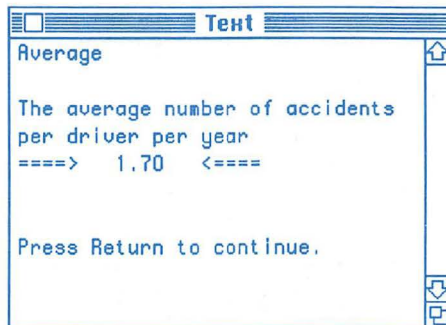 Text
Average
The average number of accidents
per driver per year
====> 1.70 <====
Press Return to continue.